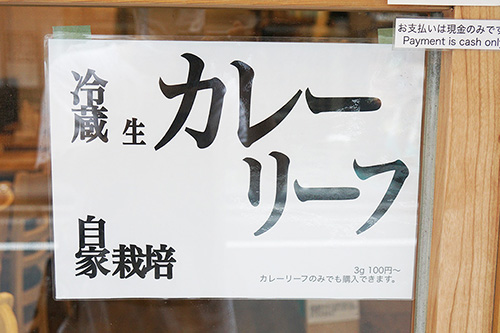 お支払いは現金のみです
Payment is cash only
冷蔵
生
カレー
リーフ
自家栽培
3g 100円～
カレーリーフのみでも購入できます。